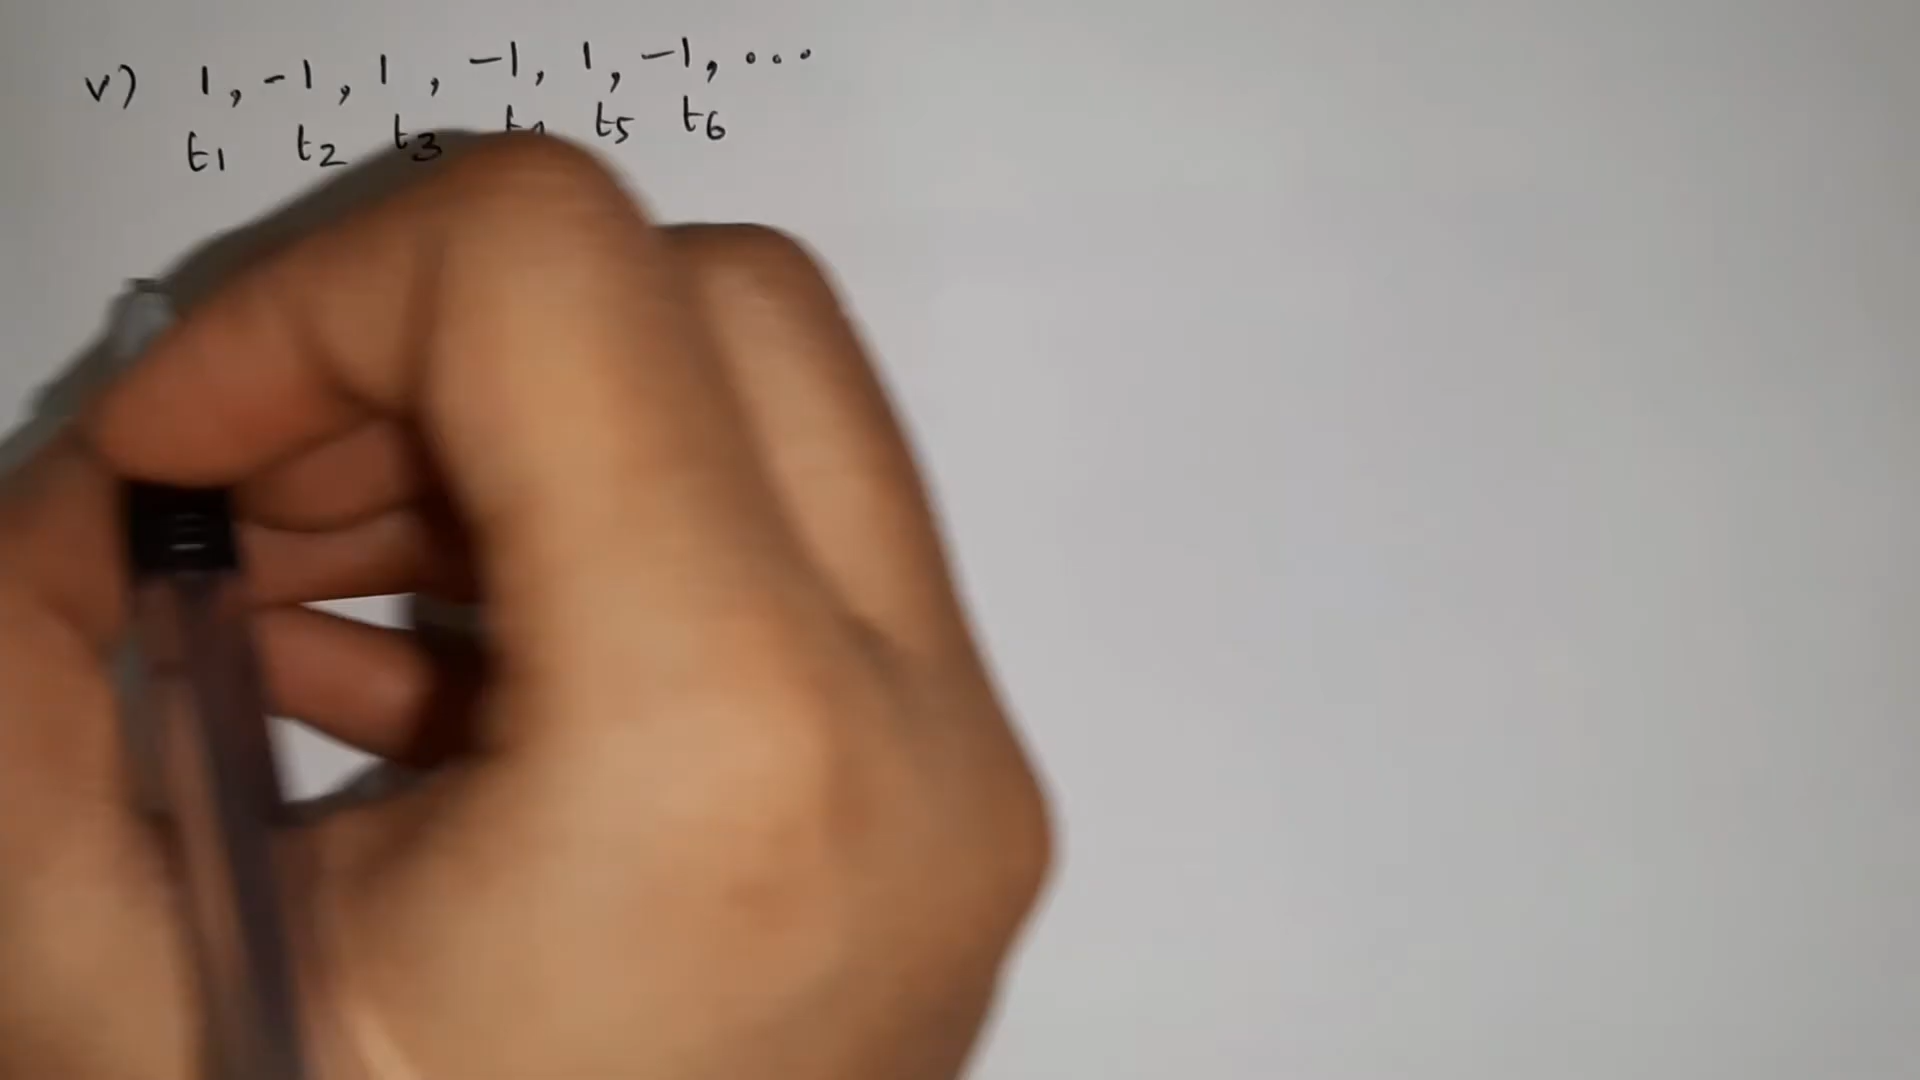 v) 1, -1, 1, -1, 1, -1, ...
t1 t2 t3 t5 t6